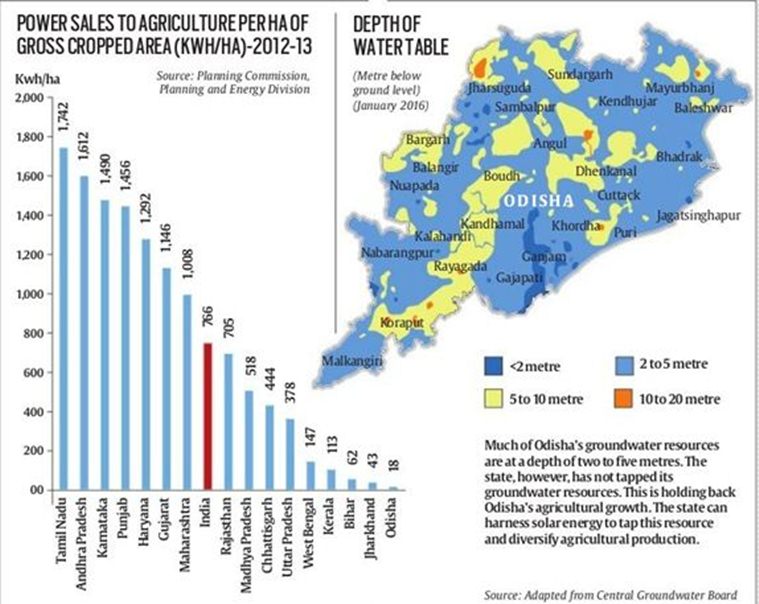 POWER SALES TO AGRICULTURE PER HA OF
GROSS CROPPED AREA (KWH/HA)-2012-13
Kwh/ha
Source: Planning Commission,
Planning and Energy Division
2,000
1,800
1,600
1,400
1,200
1,000
800
600
400
200
00
1,742
1,612
1,490
1,456
1,292
1,146
1,008
766
705
518
444
378
147
113
62
43
18
Tamil Nadu
Andhra Pradesh
Karnataka
Punjab
Haryana
Gujarat
Maharashtra
India
Rajasthan
Madhya Pradesh
Chhattisgarh
Uttar Pradesh
West Bengal
Kerala
Bihar
Jharkhand
Odisha
DEPTH OF
WATER TABLE
(Metre below
ground level)
(January 2016)
Jharsuguda
Sundargarh
Mayurbhanj
Sambalpur
Kendhujar
Baleshwar
Bargarh
Angul
Bhadrak
Balangir
Boudh
Dhenkanal
Nuapada
ODISHA
Cuttack
Jagatsinghapur
Kandhamal
Khordha
Puri
Kalahandi
Nabarangpur
Ganjam
Rayagada
Gajapati
Koraput
Malkangiri
<2 metre
2 to 5 metre
5 to 10 metre
10 to 20 metre
Much of Odisha's groundwater resources
are at a depth of two to five metres. The
state, however, has not tapped its
groundwater resources. This is holding back
Odisha's agricultural growth. The state can
harness solar energy to tap this resource
and diversify agricultural production.
Source: Adapted from Central Groundwater Board